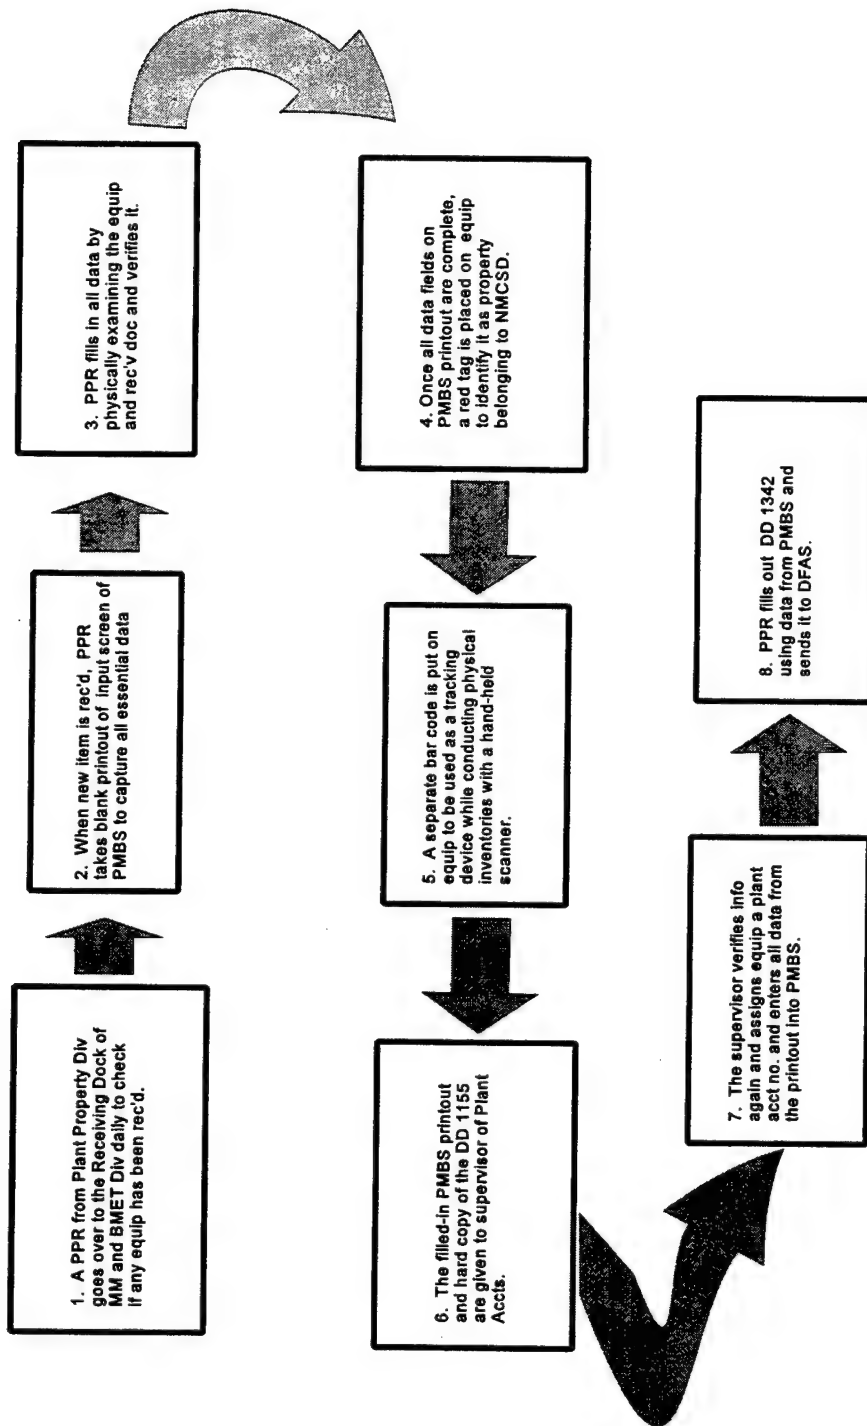 1. A PPR from Plant Property Div
goes over to the Receiving Dock of
MM and BMET Div daily to check
if any equip has been rec'd.
2. When new item is rec'd, PPR
takes blank printout of input screen of
PMBS to capture all essential data
3. PPR fills in all data by
physically examining the equip
and rec'v doc and verifies it.
4. Once all data fields on
PMBS printout are complete,
a red tag is placed on equip
to identify it as property
belonging to NMCSD.
5. A separate bar code is put on
equip to be used as a tracking
device while conducting physical
inventories with a hand-held
scanner.
6. The filled-in PMBS printout
and hard copy of the DD 1155
are given to supervisor of Plant
Accts.
7. The supervisor verifies info
again and assigns equip a plant
acct no. and enters all data from
the printout into PMBS.
8. PPR fills out DD 1342
using data from PMBS and
sends it to DFAS.